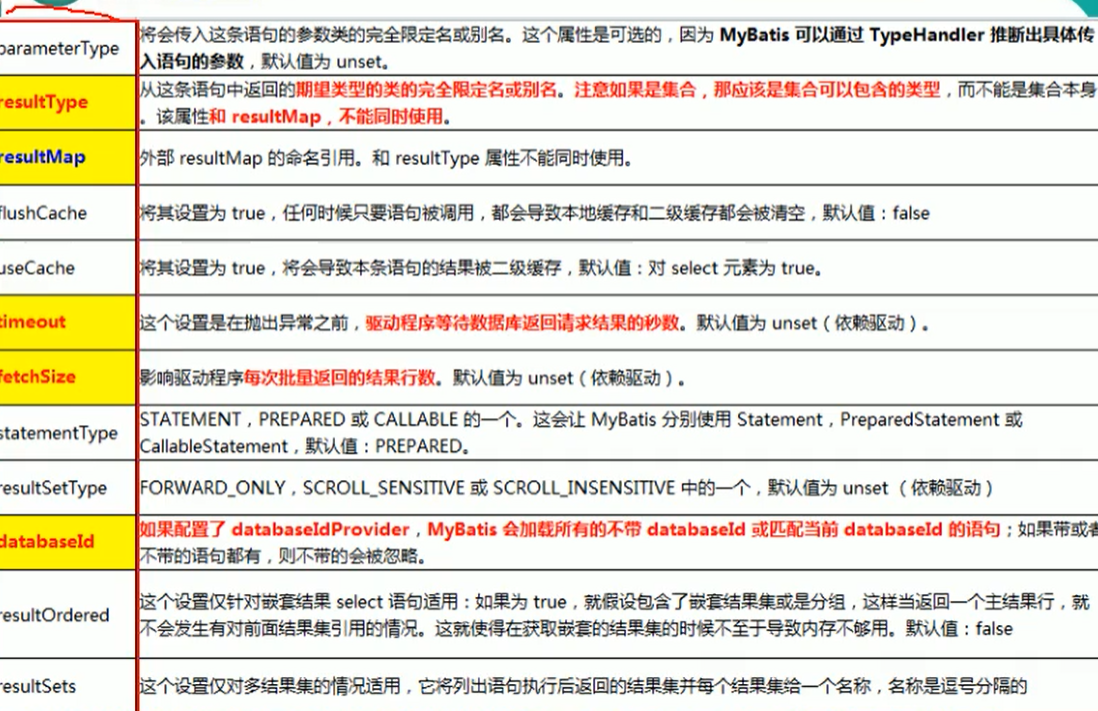 parameterType
将会传入这条语句的参数类的完全限定名或别名。这个属性是可选的，因为 MyBatis 可以通过 TypeHandler 推断出具体传
入语句的参数，默认值为 unset。
resultType
从这条语句中返回的期望类型的类的完全限定名或别名。注意如果是集合，那应该是集合可以包含的类型，而不能是集合本身
。该属性和 resultMap，不能同时使用。
resultMap
外部 resultMap 的命名引用。和 resultType 属性不能同时使用。
flushCache
将其设置为 true，任何时候只要语句被调用，都会导致本地缓存和二级缓存都会被清空，默认值：false
useCache
将其设置为 true，将会导致本条语句的结果被二级缓存，默认值：对 select 元素为 true。
timeout
这个设置是在抛出异常之前，驱动程序等待数据库返回请求结果的秒数。默认值为 unset（依赖驱动）。
fetchSize
影响驱动程序每次批量返回的结果行数。默认值为 unset（依赖驱动）。
statementType
STATEMENT，PREPARED 或 CALLABLE 的一个。这会让 MyBatis 分别使用 Statement，PreparedStatement 或
CallableStatement，默认值：PREPARED。
resultSetType
FORWARD_ONLY，SCROLL_SENSITIVE 或 SCROLL_INSENSITIVE 中的一个，默认值为 unset （依赖驱动）
databaseId
如果配置了 databaseIdProvider，MyBatis 会加载所有的不带 databaseId 或匹配当前 databaseId 的语句；如果带或者
不带的语句都有，则不带的会被忽略。
resultOrdered
这个设置仅针对嵌套结果 select 语句适用：如果为 true，就假设包含了嵌套结果集或是分组，这样当返回一个主结果行，就
不会发生有对前面结果集引用的情况。这就使得在获取嵌套的结果集的时候不至于导致内存不够用。默认值：false
resultSets
这个设置仅对多结果集的情况适用，它将列出语句执行后返回的结果集并每个结果集给一个名称，名称是逗号分隔的